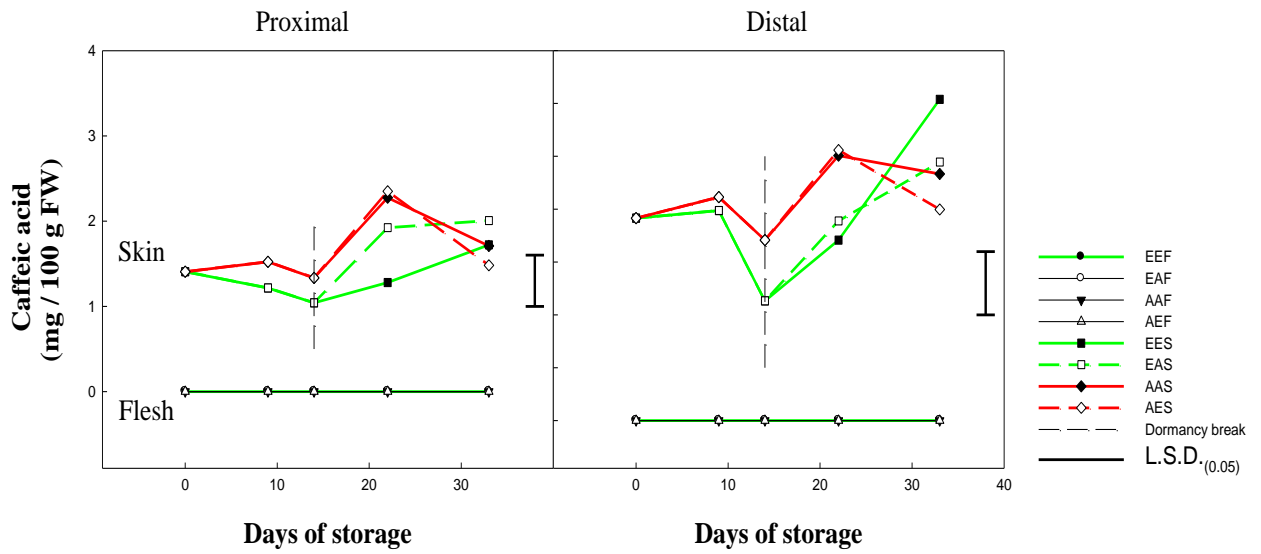 Proximal
Distal
Caffeic acid
(mg / 100 g FW)
4
3
2
1
0
Skin
Flesh
0 10 20 30
0 10 20 30 40
Days of storage
Days of storage
EEF
EAF
AAF
AEF
EES
EAS
AAS
AES
Dormancy break
L.S.D.(0.05)